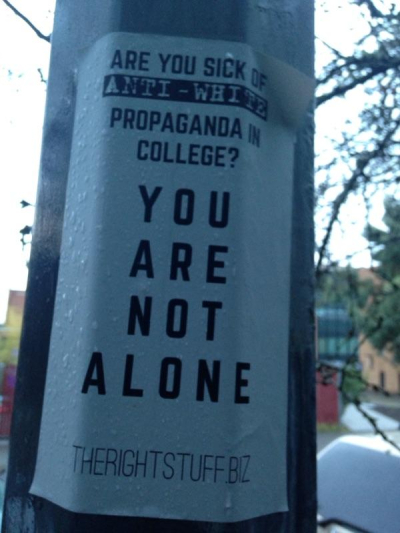 ARE YOU SICK OF
ANTI-WHITE
PROPAGANDA IN
COLLEGE?
YOU
ARE
NOT
ALONE
THERIGHTSTUFF.BIZ